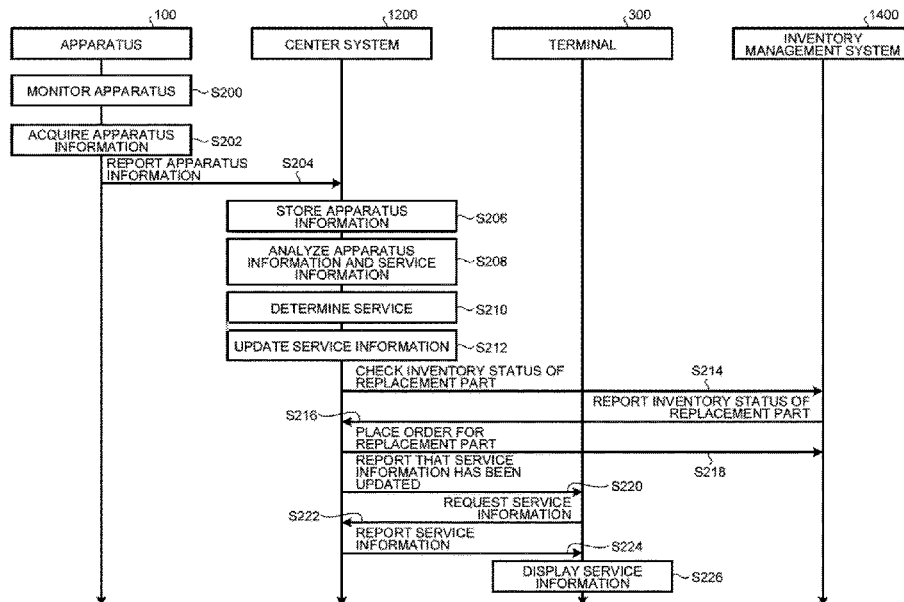 100
1200
300
1400
APPARATUS
CENTER SYSTEM
TERMINAL
INVENTORY
MANAGEMENT SYSTEM
MONITOR APPARATUS
S200
ACQUIRE APPARATUS
INFORMATION
S202
REPORT APPARATUS
INFORMATION
S204
STORE APPARATUS
INFORMATION
S206
ANALYZE APPARATUS
INFORMATION AND SERVICE
INFORMATION
S208
DETERMINE SERVICE
S210
UPDATE SERVICE INFORMATION
S212
CHECK INVENTORY STATUS OF
REPLACEMENT PART
S214
REPORT INVENTORY STATUS OF
REPLACEMENT PART
S216
PLACE ORDER FOR
REPLACEMENT PART
S218
REPORT THAT SERVICE
INFORMATION HAS BEEN
UPDATED
S220
REQUEST SERVICE
INFORMATION
S222
REPORT SERVICE
INFORMATION
S224
DISPLAY SERVICE
INFORMATION
S226